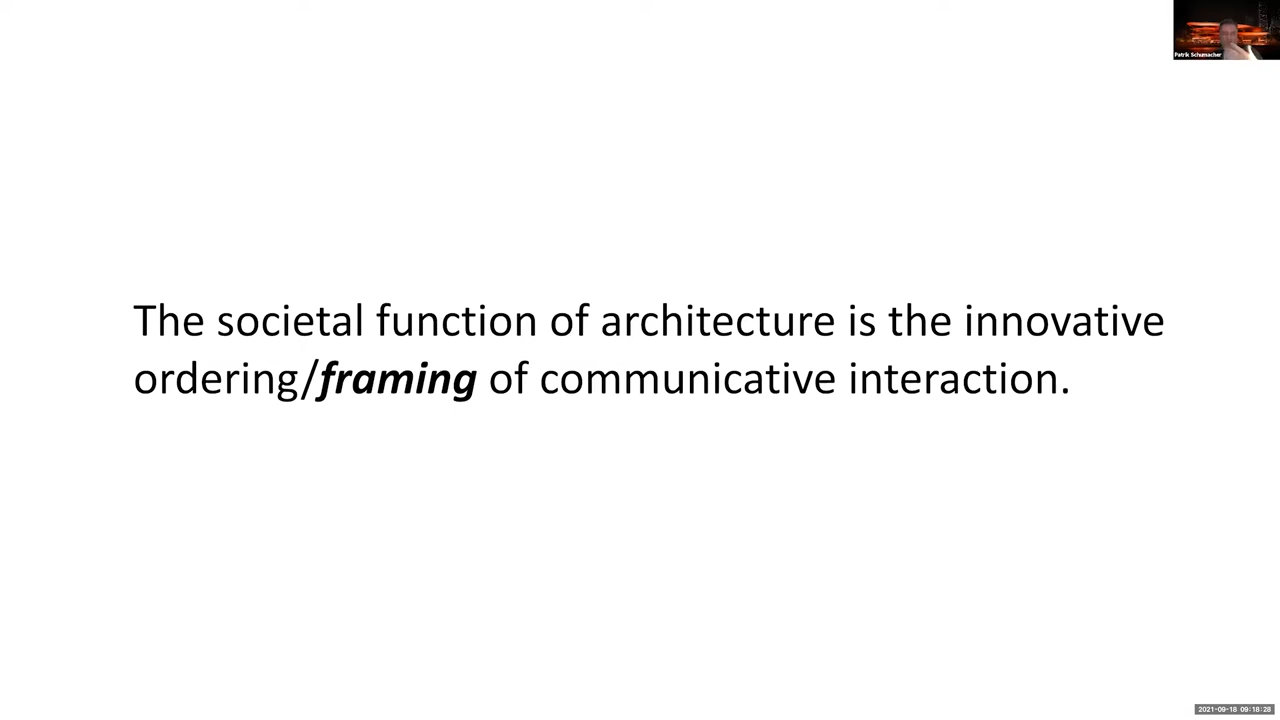 Patrik Schumacher
The societal function of architecture is the innovative
ordering/framing of communicative interaction.
2021-09-18 09:18:28